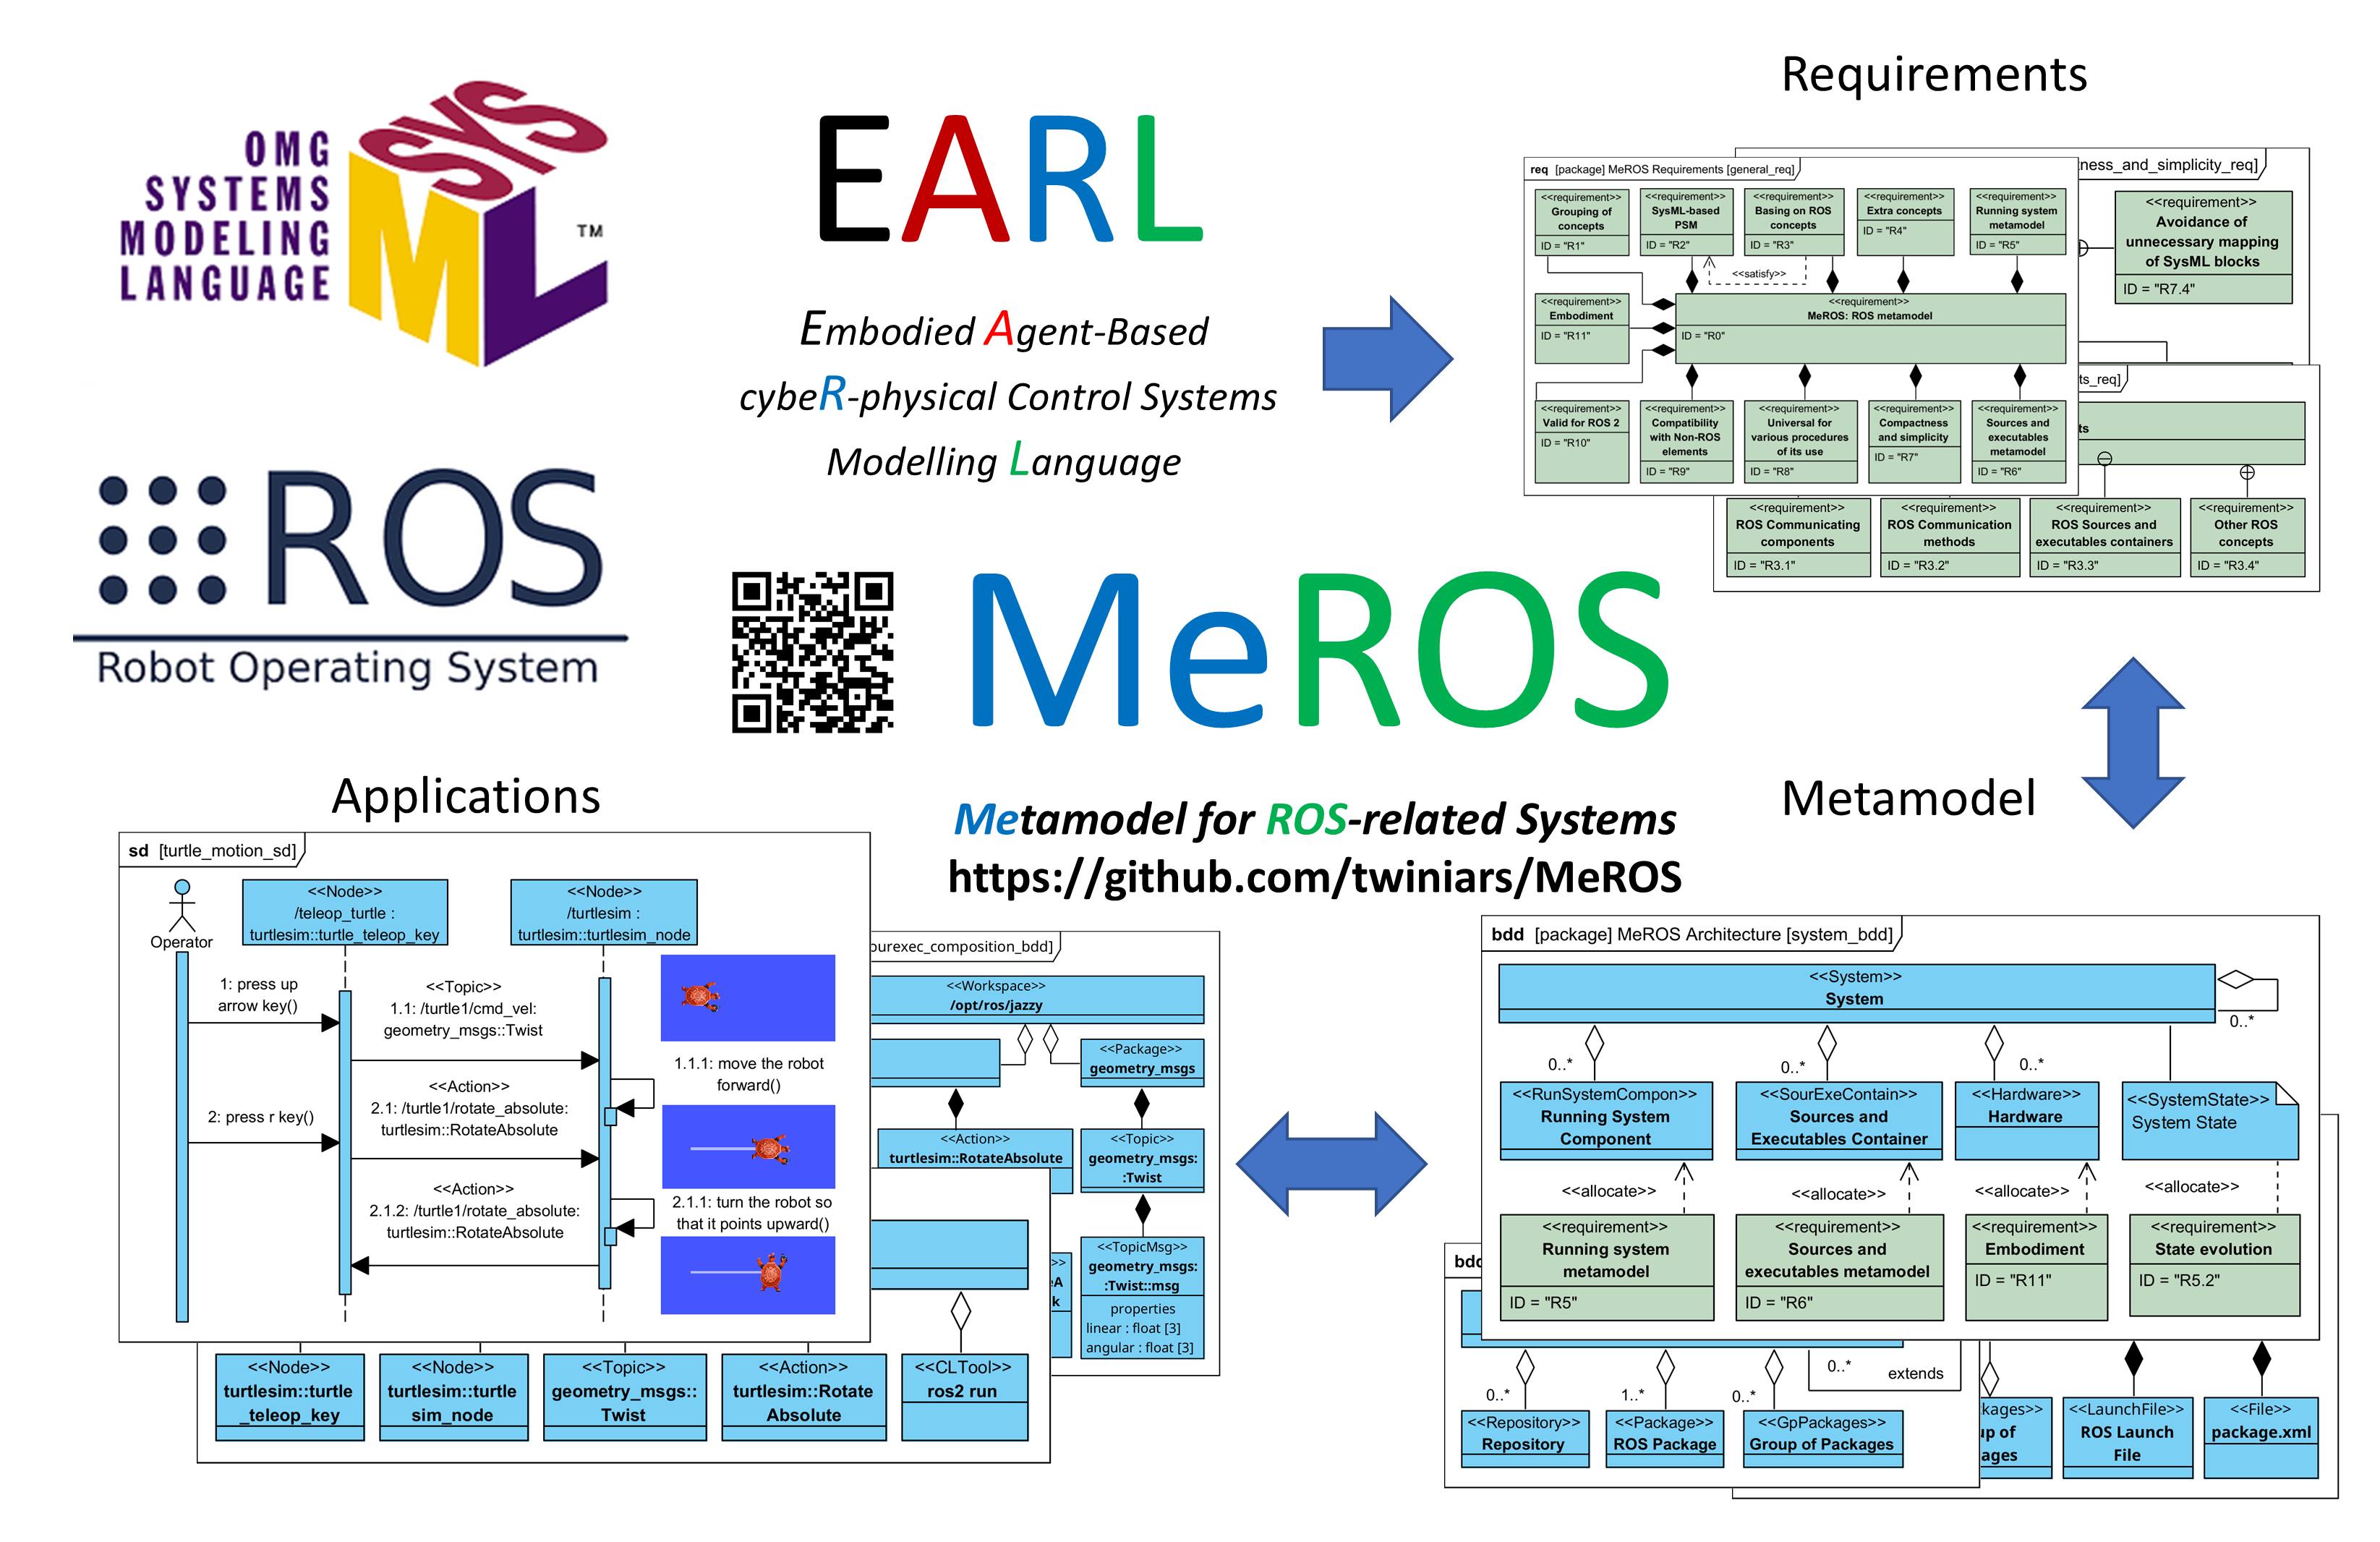 OMG
SYSTEMS
MODELING
LANGUAGE
SYS
ML
TM
ROS
Robot Operating System
EARL
Embodied Agent-Based
cybeR-physical Control Systems
Modelling Language
MeROS
Metamodel for ROS-related Systems
https://github.com/twiniars/MeROS
Requirements
req [package] MeROS Requirements [general_req]
<<requirement>>
Grouping of
concepts
ID = "R1"
<<requirement>>
SysML-based
PSM
ID = "R2"
<<requirement>>
Basing on ROS
concepts
ID = "R3"
<<requirement>>
Extra concepts
ID = "R4"
<<requirement>>
Running system
metamodel
ID = "R5"
<<satisfy>>
<<requirement>>
Embodiment
ID = "R11"
<<requirement>>
MeROS: ROS metamodel
ID = "R0"
<<requirement>>
Valid for ROS 2
ID = "R10"
<<requirement>>
Compatibility
with Non-ROS
elements
ID = "R9"
<<requirement>>
Universal for
various procedures
of its use
ID = "R8"
<<requirement>>
Compactness
and simplicity
ID = "R7"
<<requirement>>
Sources and
executables
metamodel
ID = "R6"
ness_and_simplicity_req]
<<requirement>>
Avoidance of
unnecessary mapping
of SysML blocks
ID = "R7.4"
ts_req]
ts
<<requirement>>
ROS Communicating
components
ID = "R3.1"
<<requirement>>
ROS Communication
methods
ID = "R3.2"
<<requirement>>
ROS Sources and
executables containers
ID = "R3.3"
<<requirement>>
Other ROS
concepts
ID = "R3.4"
Applications
sd [turtle_motion_sd]
Operator
<<Node>>
/teleop_turtle :
turtlesim::turtle_teleop_key
<<Node>>
/turtlesim :
turtlesim::turtlesim_node
1: press up
arrow key()
<<Topic>>
1.1: /turtle1/cmd_vel:
geometry_msgs::Twist
1.1.1: move the robot
forward()
2: press r key()
<<Action>>
2.1: /turtle1/rotate_absolute:
turtlesim::RotateAbsolute
2.1.1: turn the robot so
that it points upward()
<<Action>>
2.1.2: /turtle1/rotate_absolute:
turtlesim::RotateAbsolute
<<Node>>
turtlesim::turtle
_teleop_key
<<Node>>
turtlesim::turtle
sim_node
<<Topic>>
geometry_msgs::
Twist
<<Action>>
turtlesim::Rotate
Absolute
<<CLTool>>
ros2 run
ourexec_composition_bdd]
<<Workspace>>
/opt/ros/jazzy
<<Package>>
geometry_msgs
<<Action>>
turtlesim::RotateAbsolute
<<Topic>>
geometry_msgs:
:Twist
>>
eA
k
<<TopicMsg>>
geometry_msgs:
:Twist::msg
properties
linear : float [3]
angular : float [3]
Metamodel
bdd [package] MeROS Architecture [system_bdd]
<<System>>
System
0..*
0..*
0..*
0..*
<<RunSystemCompon>>
Running System
Component
<<SourExeContain>>
Sources and
Executables Container
<<Hardware>>
Hardware
<<SystemState>>
System State
<<allocate>>
<<allocate>>
<<allocate>>
<<allocate>>
<<requirement>>
Running system
metamodel
ID = "R5"
<<requirement>>
Sources and
executables metamodel
ID = "R6"
<<requirement>>
Embodiment
ID = "R11"
<<requirement>>
State evolution
ID = "R5.2"
bdd
0..*
1..*
0..*
0..*
extends
<<Repository>>
Repository
<<Package>>
ROS Package
<<GpPackages>>
Group of Packages
kages>>
up of
ages
<<LaunchFile>>
ROS Launch
File
<<File>>
package.xml